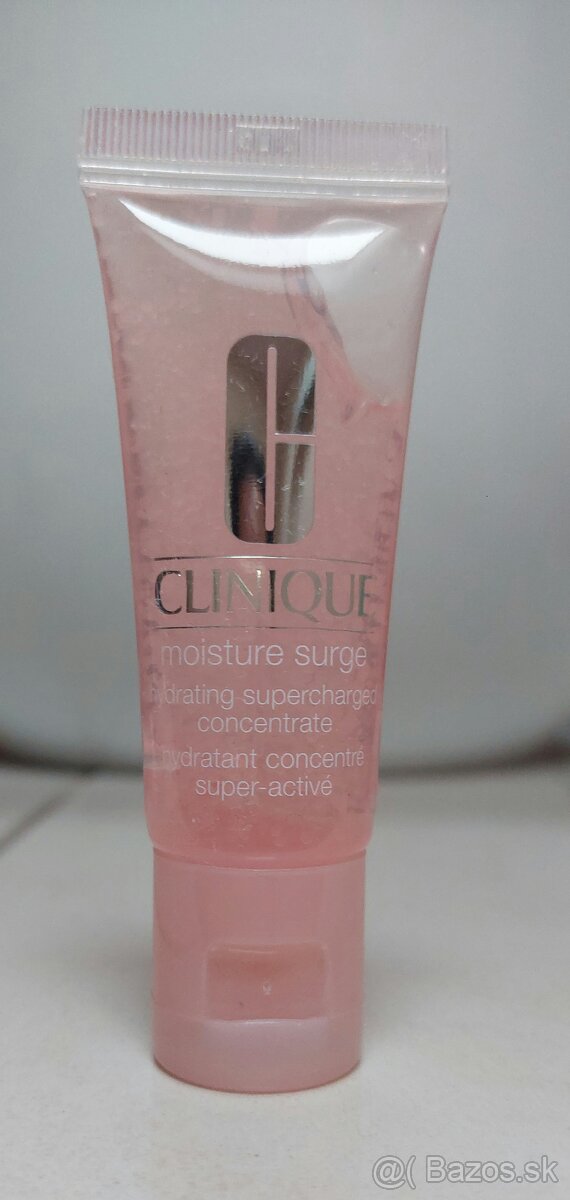 CLINIQUE
moisture surge
hydrating supercharged
concentrate
hydratant concentré
super-activé
@( Bazos.sk